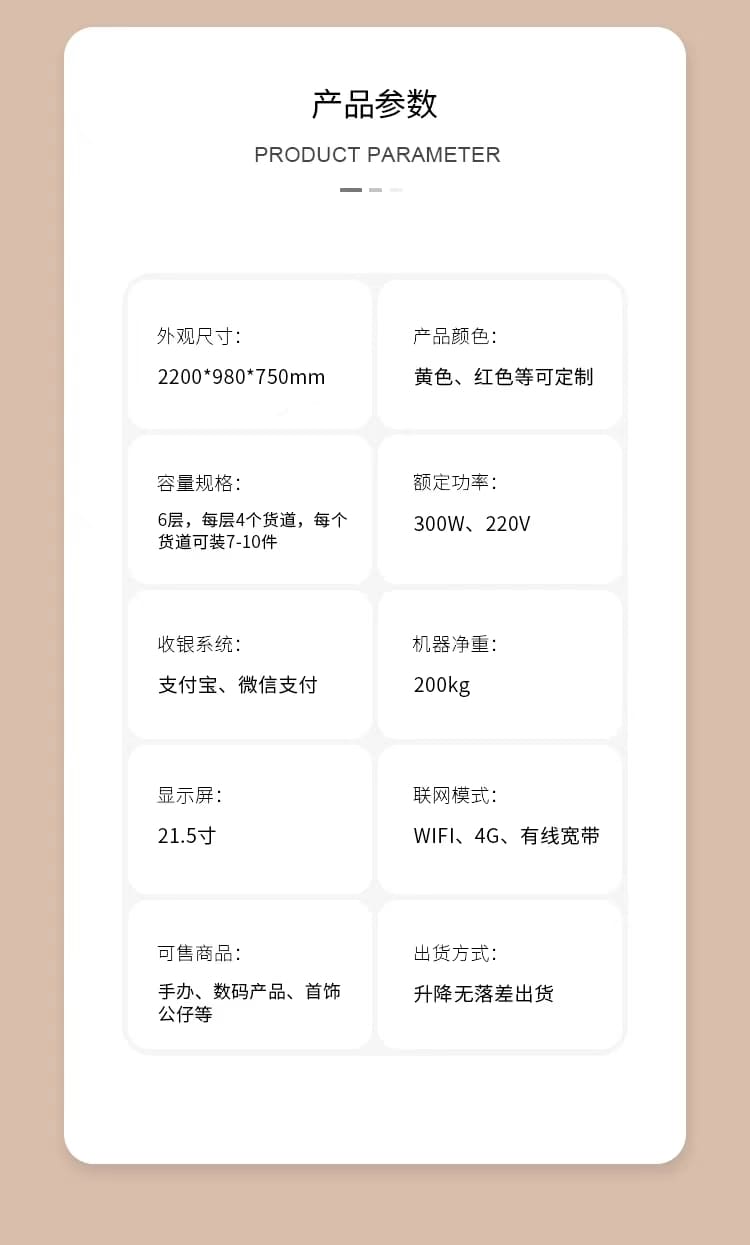 产品参数
PRODUCT PARAMETER
外观尺寸：
2200*980*750mm
产品颜色：
黄色、红色等可定制
容量规格：
6层，每层4个货道，每个
货道可装7-10件
额定功率：
300W、220V
收银系统：
支付宝、微信支付
机器净重：
200kg
显示屏：
21.5寸
联网模式：
WIFI、4G、有线宽带
可售商品：
手办、数码产品、首饰
公仔等
出货方式：
升降无落差出货